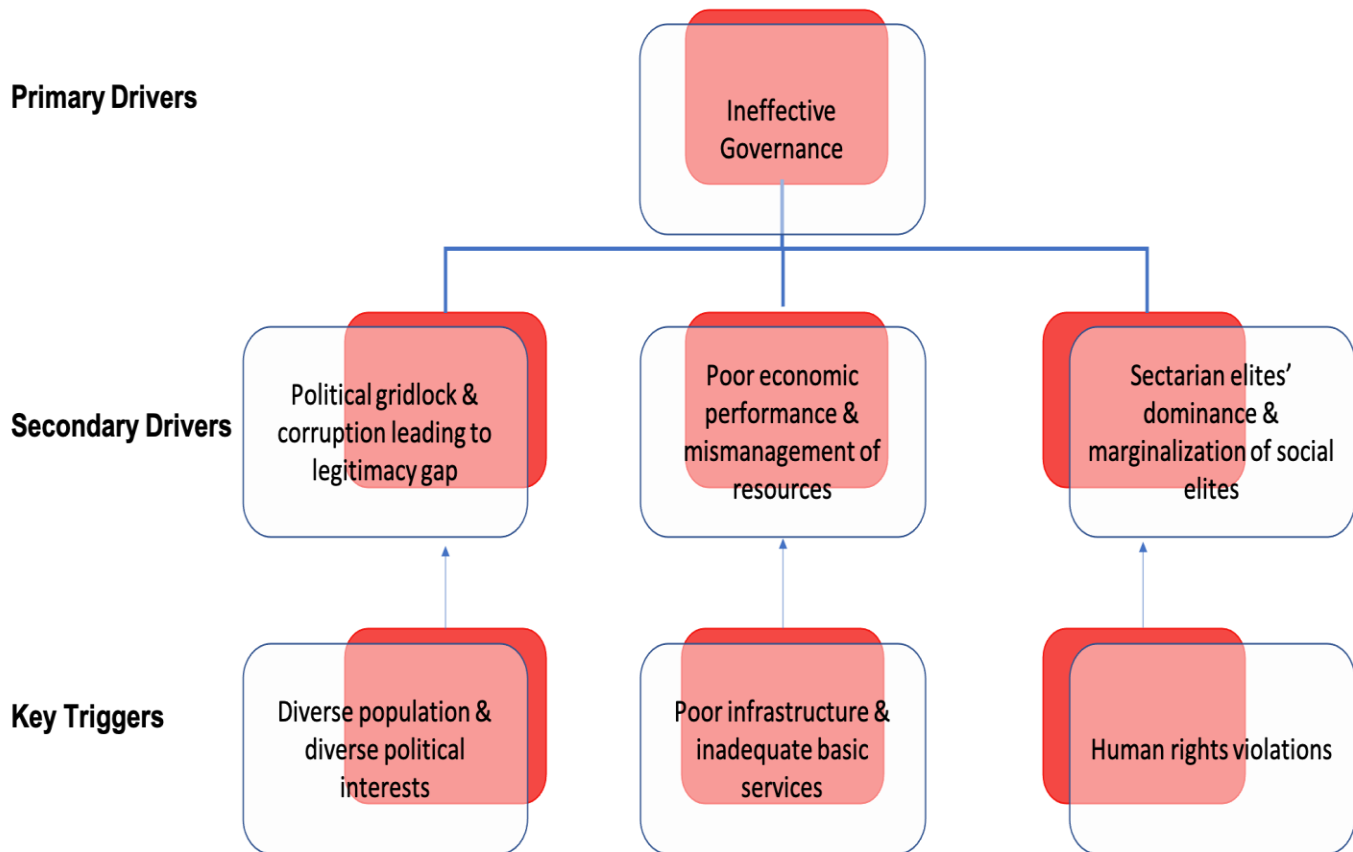 Primary Drivers
Ineffective
Governance
Secondary Drivers
Political gridlock &
corruption leading to
legitimacy gap
Poor economic
performance &
mismanagement of
resources
Sectarian elites’
dominance &
marginalization of social
elites
Key Triggers
Diverse population &
diverse political
interests
Poor infrastructure &
inadequate basic
services
Human rights violations